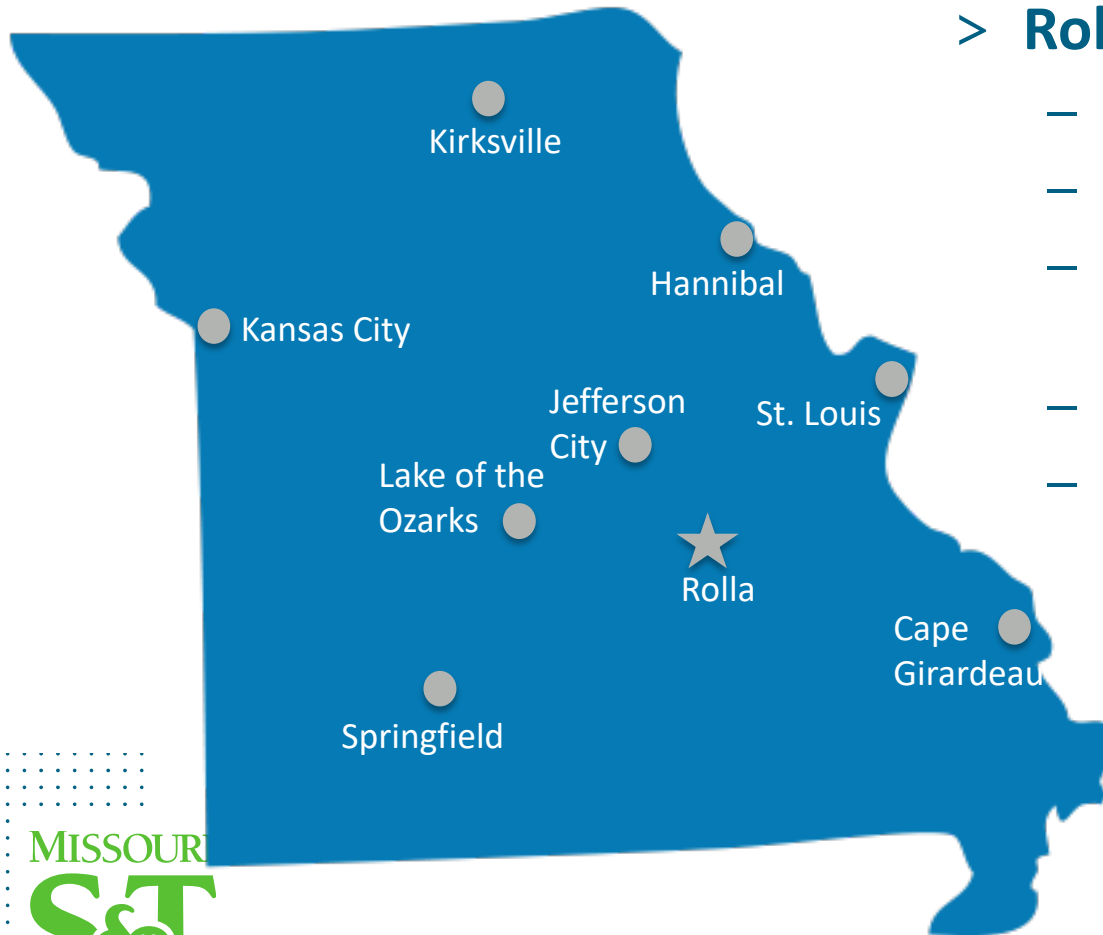 > Rol
–
–
–
–
–
Kirksville
Hannibal
Kansas City
Jefferson
City
St. Louis
Lake of the
Ozarks
Rolla
Cape
Girardeau
Springfield
MISSOUR
S&T